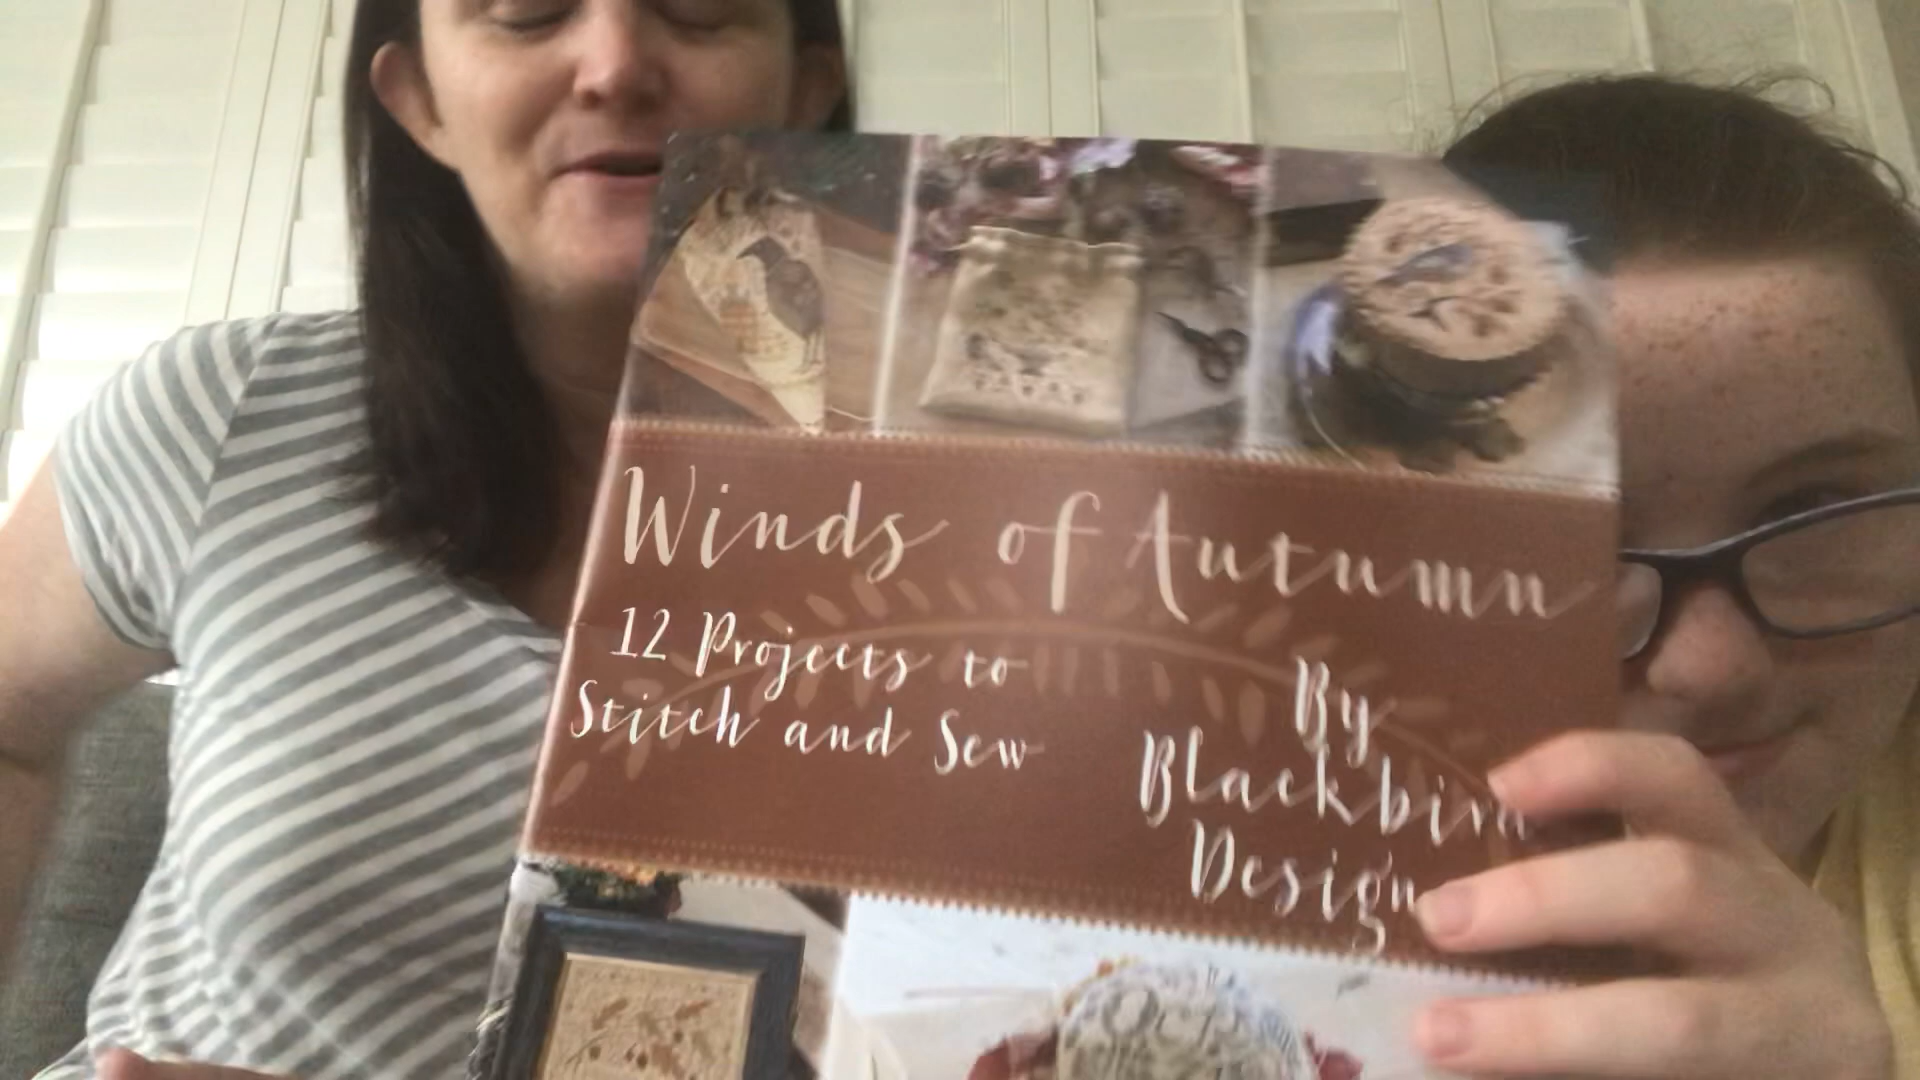 Winds of Autumn
12 Projects to
Stitch and Sew
By
Blackbird
Design